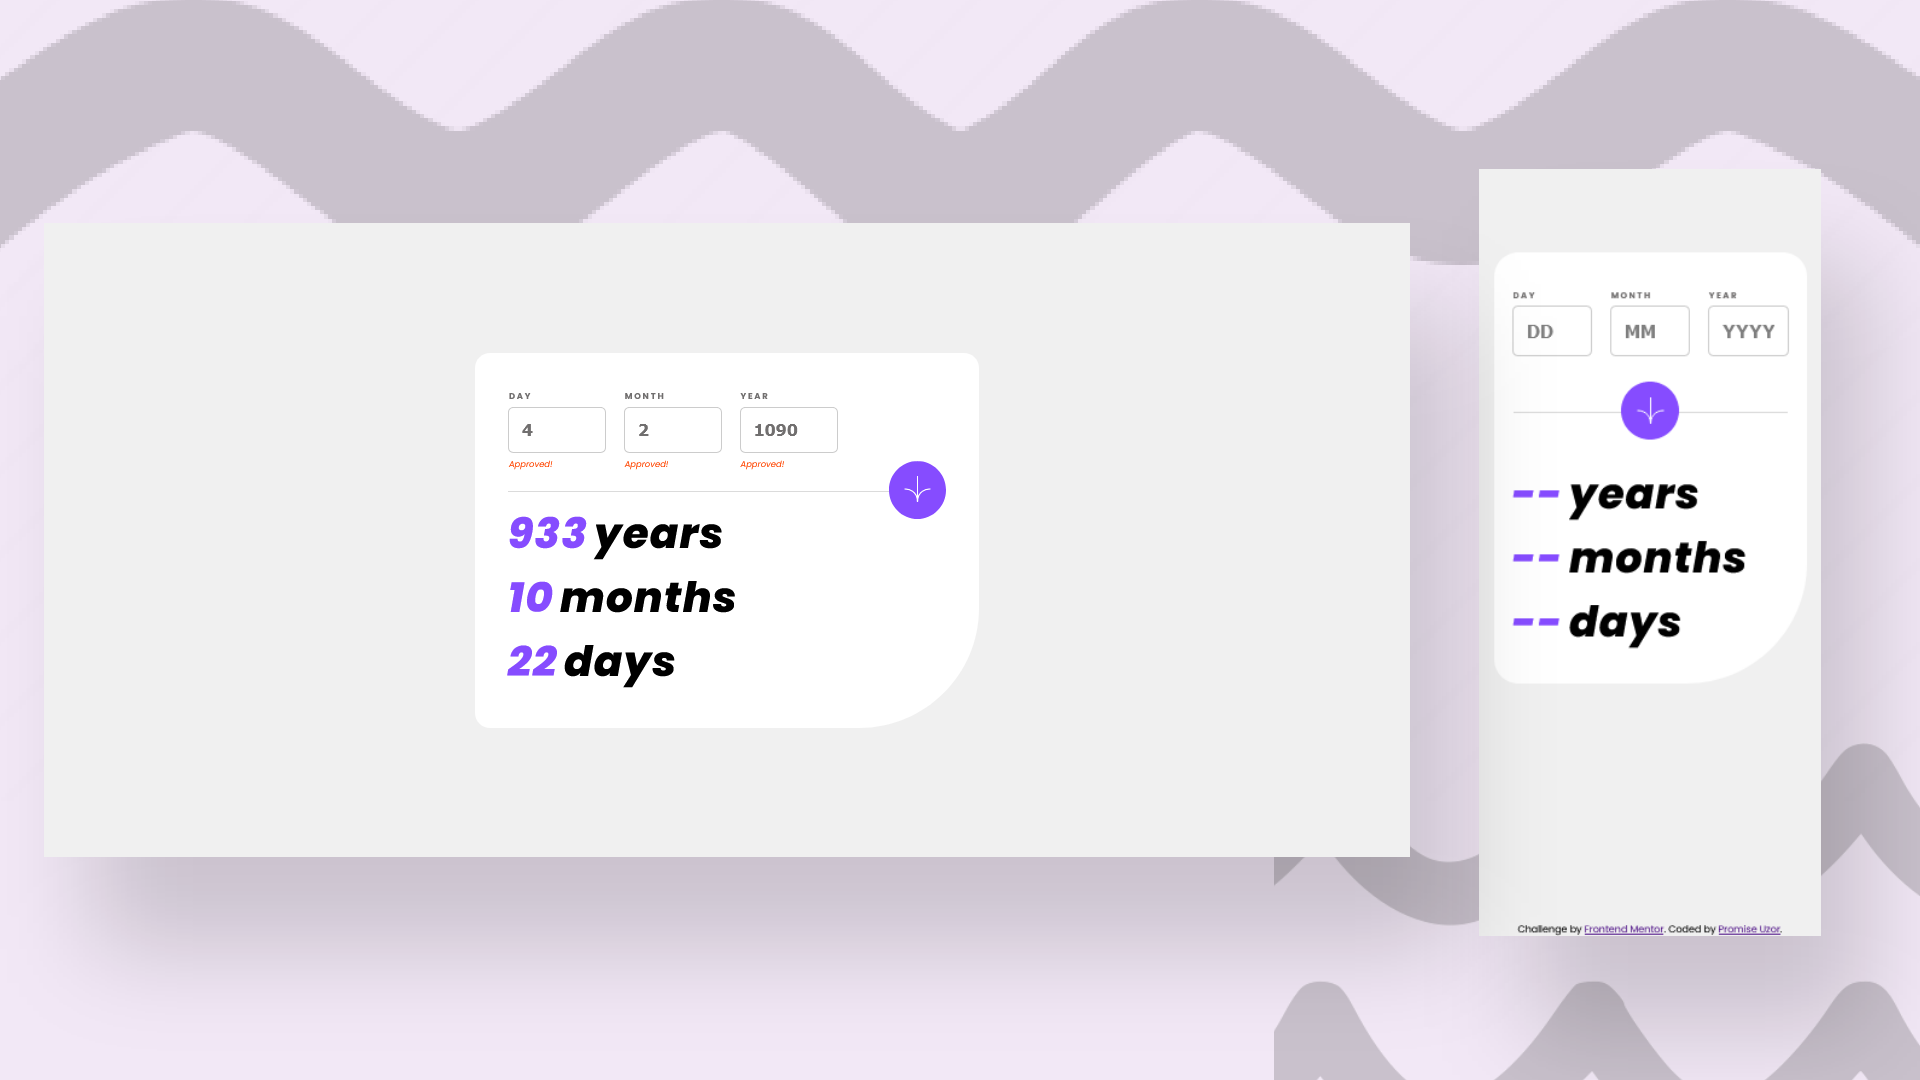 DAY MONTH YEAR
4 2 1090
Approved! Approved! Approved!
933 years
10 months
22 days
DAY MONTH YEAR
DD MM YYYY
-- years
-- months
-- days
Challenge by Frontend Mentor. Coded by Promise Uzor.